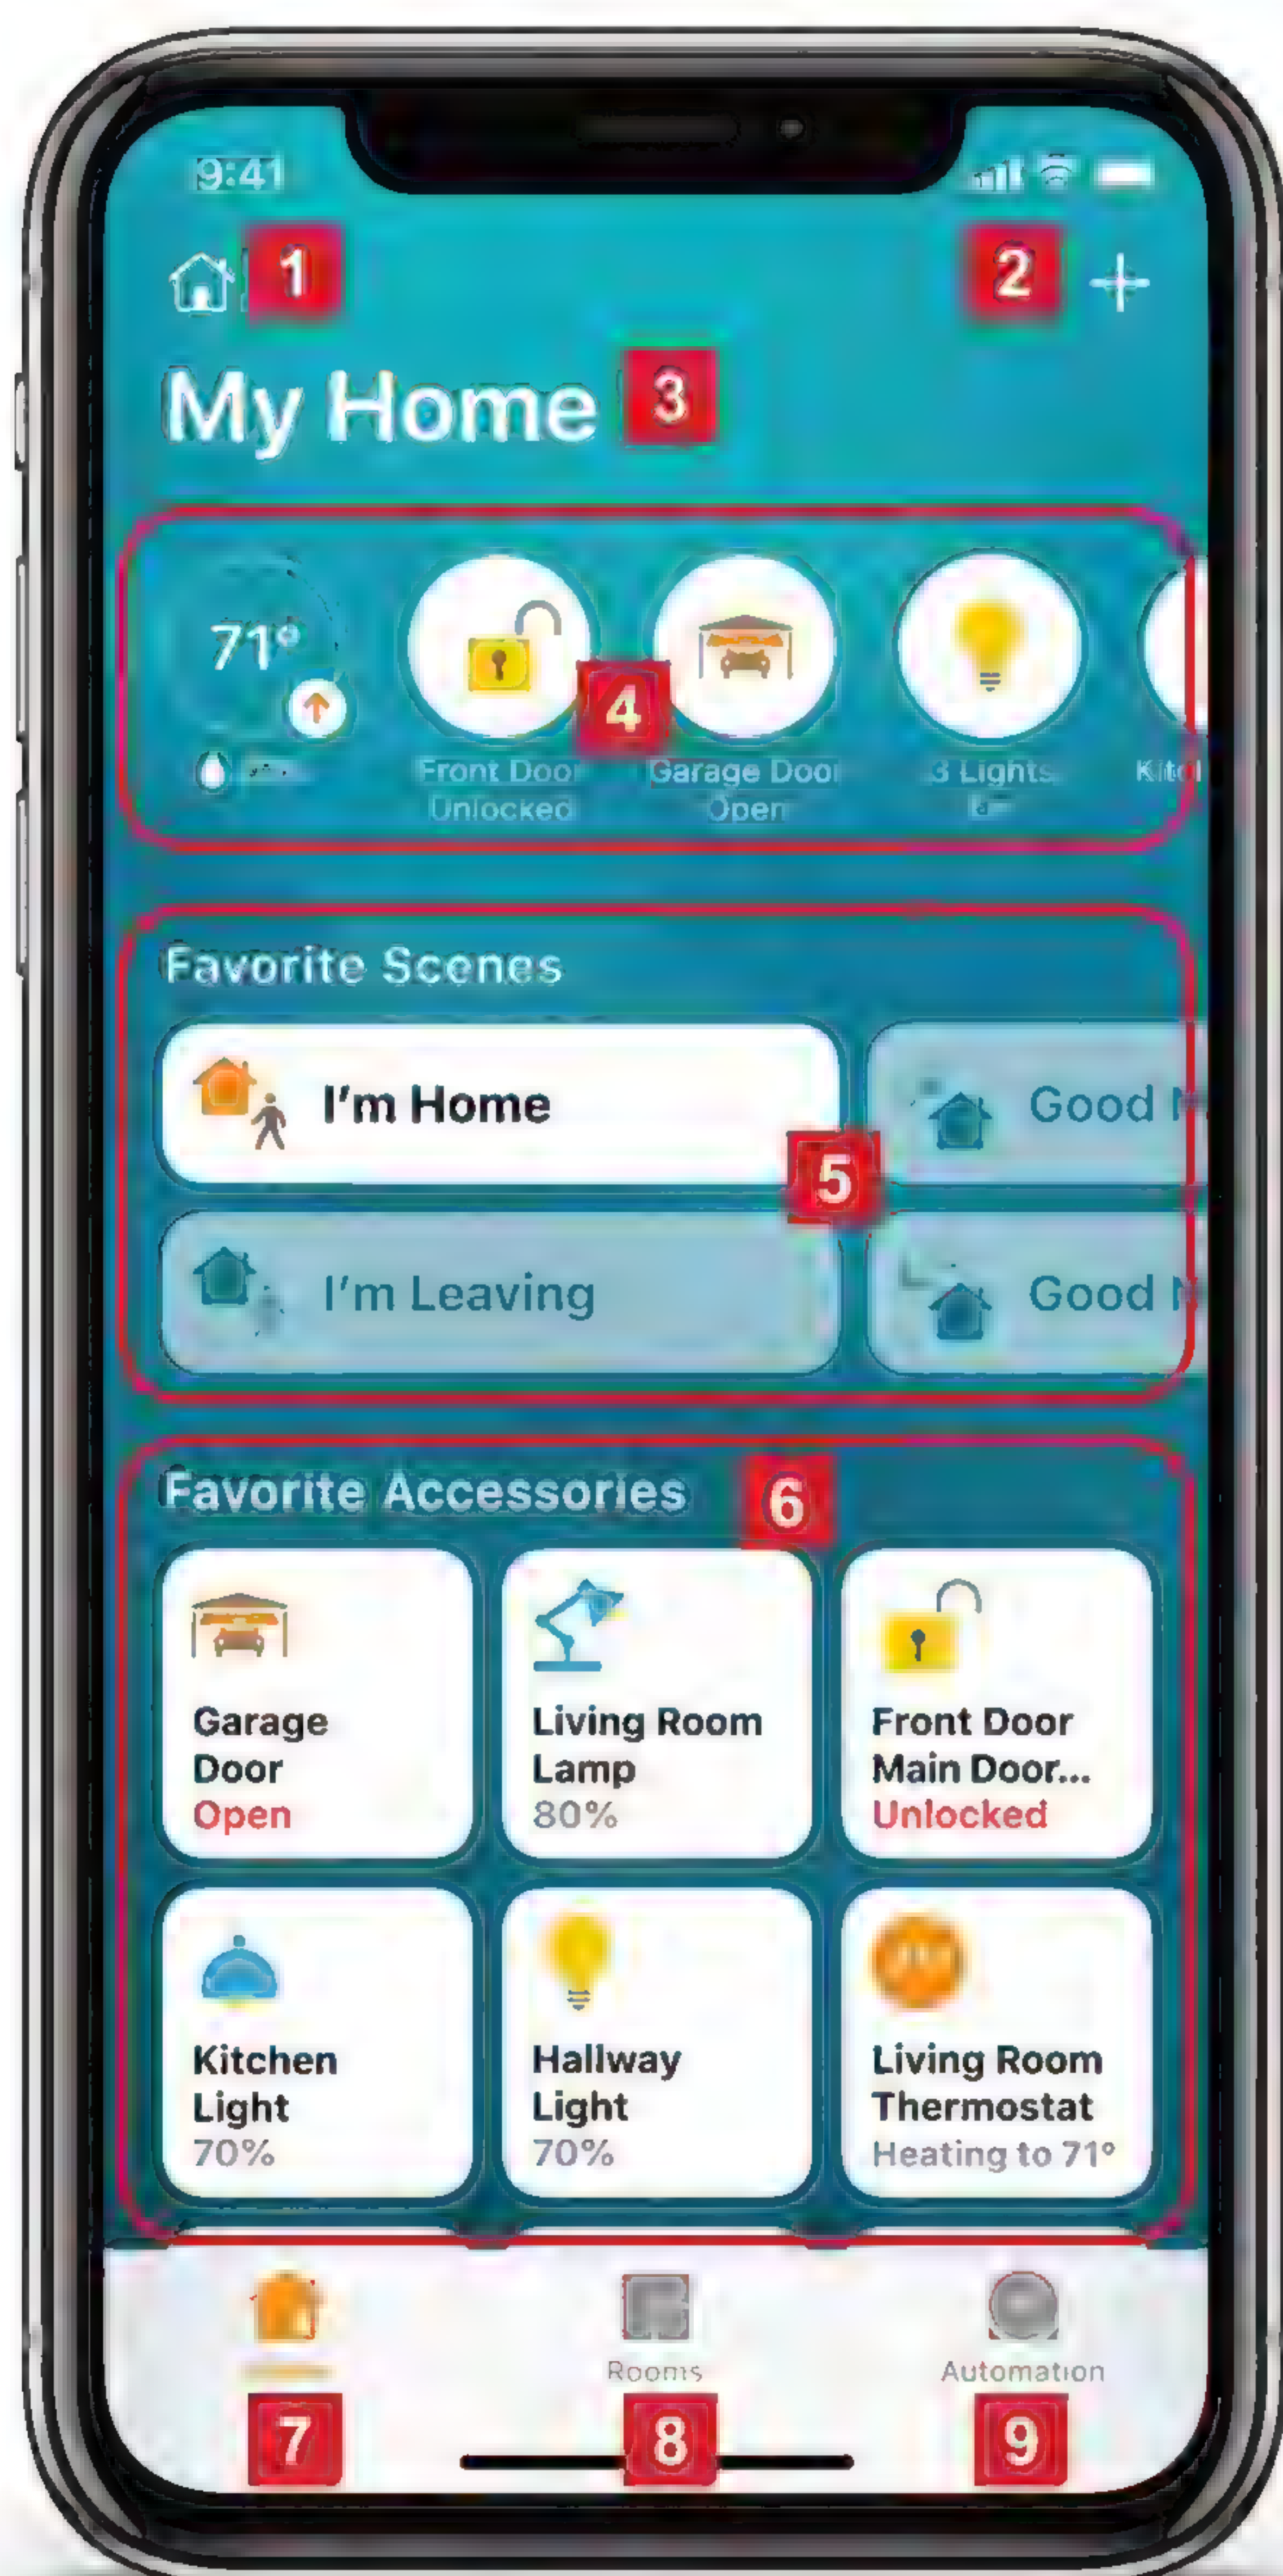 9:41
1
2
My Home
3
71°
4
Front Door
Garage Door
3 Lights
Unlocked
Open
Favorite Scenes
I'm Home
Good
5
I'm Leaving
Good
Favorite Accessories
6
Garage
Door
Open
Living Room
Lamp
80%
Front Door
Main Door...
Unlocked
Kitchen
Light
70%
Hallway
Light
70%
Living Room
Thermostat
Heating to 71°
Rooms
Automation
7
8
9